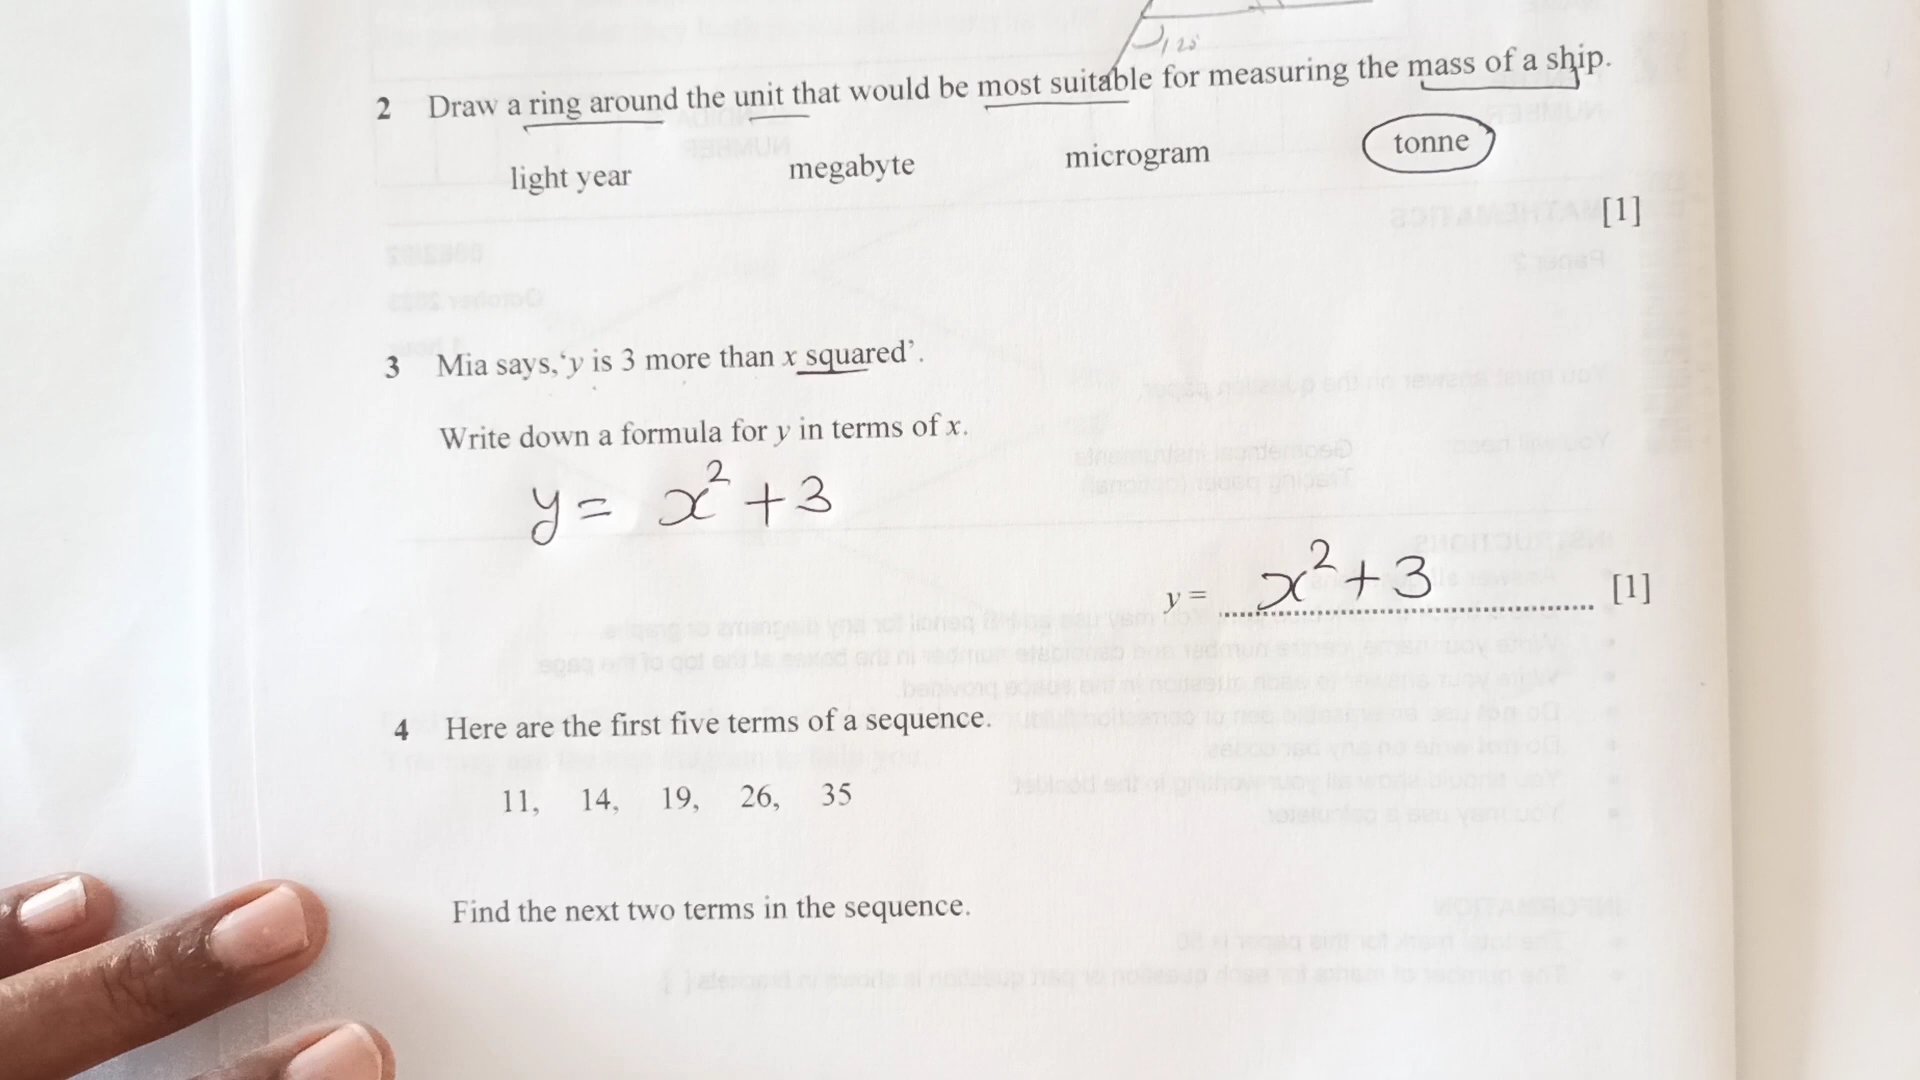 2 Draw a ring around the unit that would be most suitable for measuring the mass of a ship.
light year megabyte microgram tonne
[1]
3 Mia says,‘y is 3 more than x squared’.
Write down a formula for y in terms of x.
y = x² + 3
y = x² + 3 [1]
4 Here are the first five terms of a sequence.
11, 14, 19, 26, 35
Find the next two terms in the sequence.